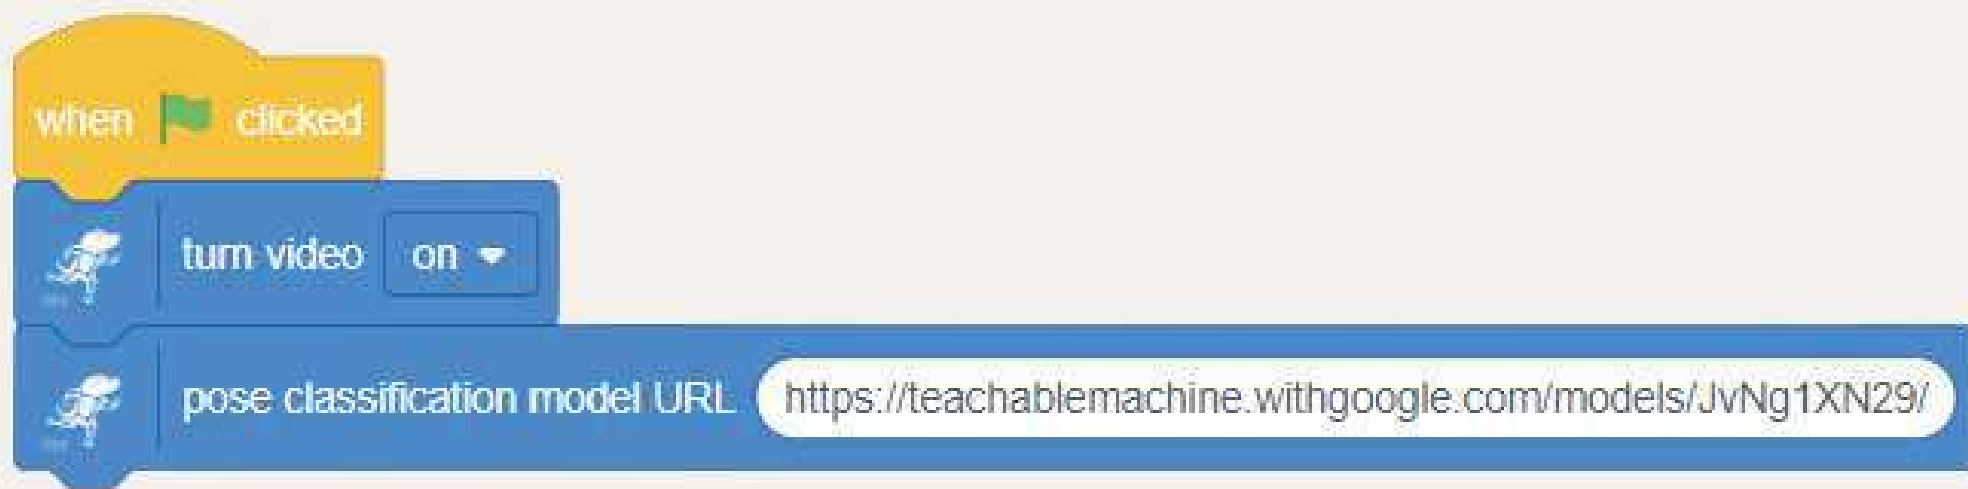 when clicked
turn video on
pose classification model URL https://teachablemachine.withgoogle.com/models/JvNg1XN29/